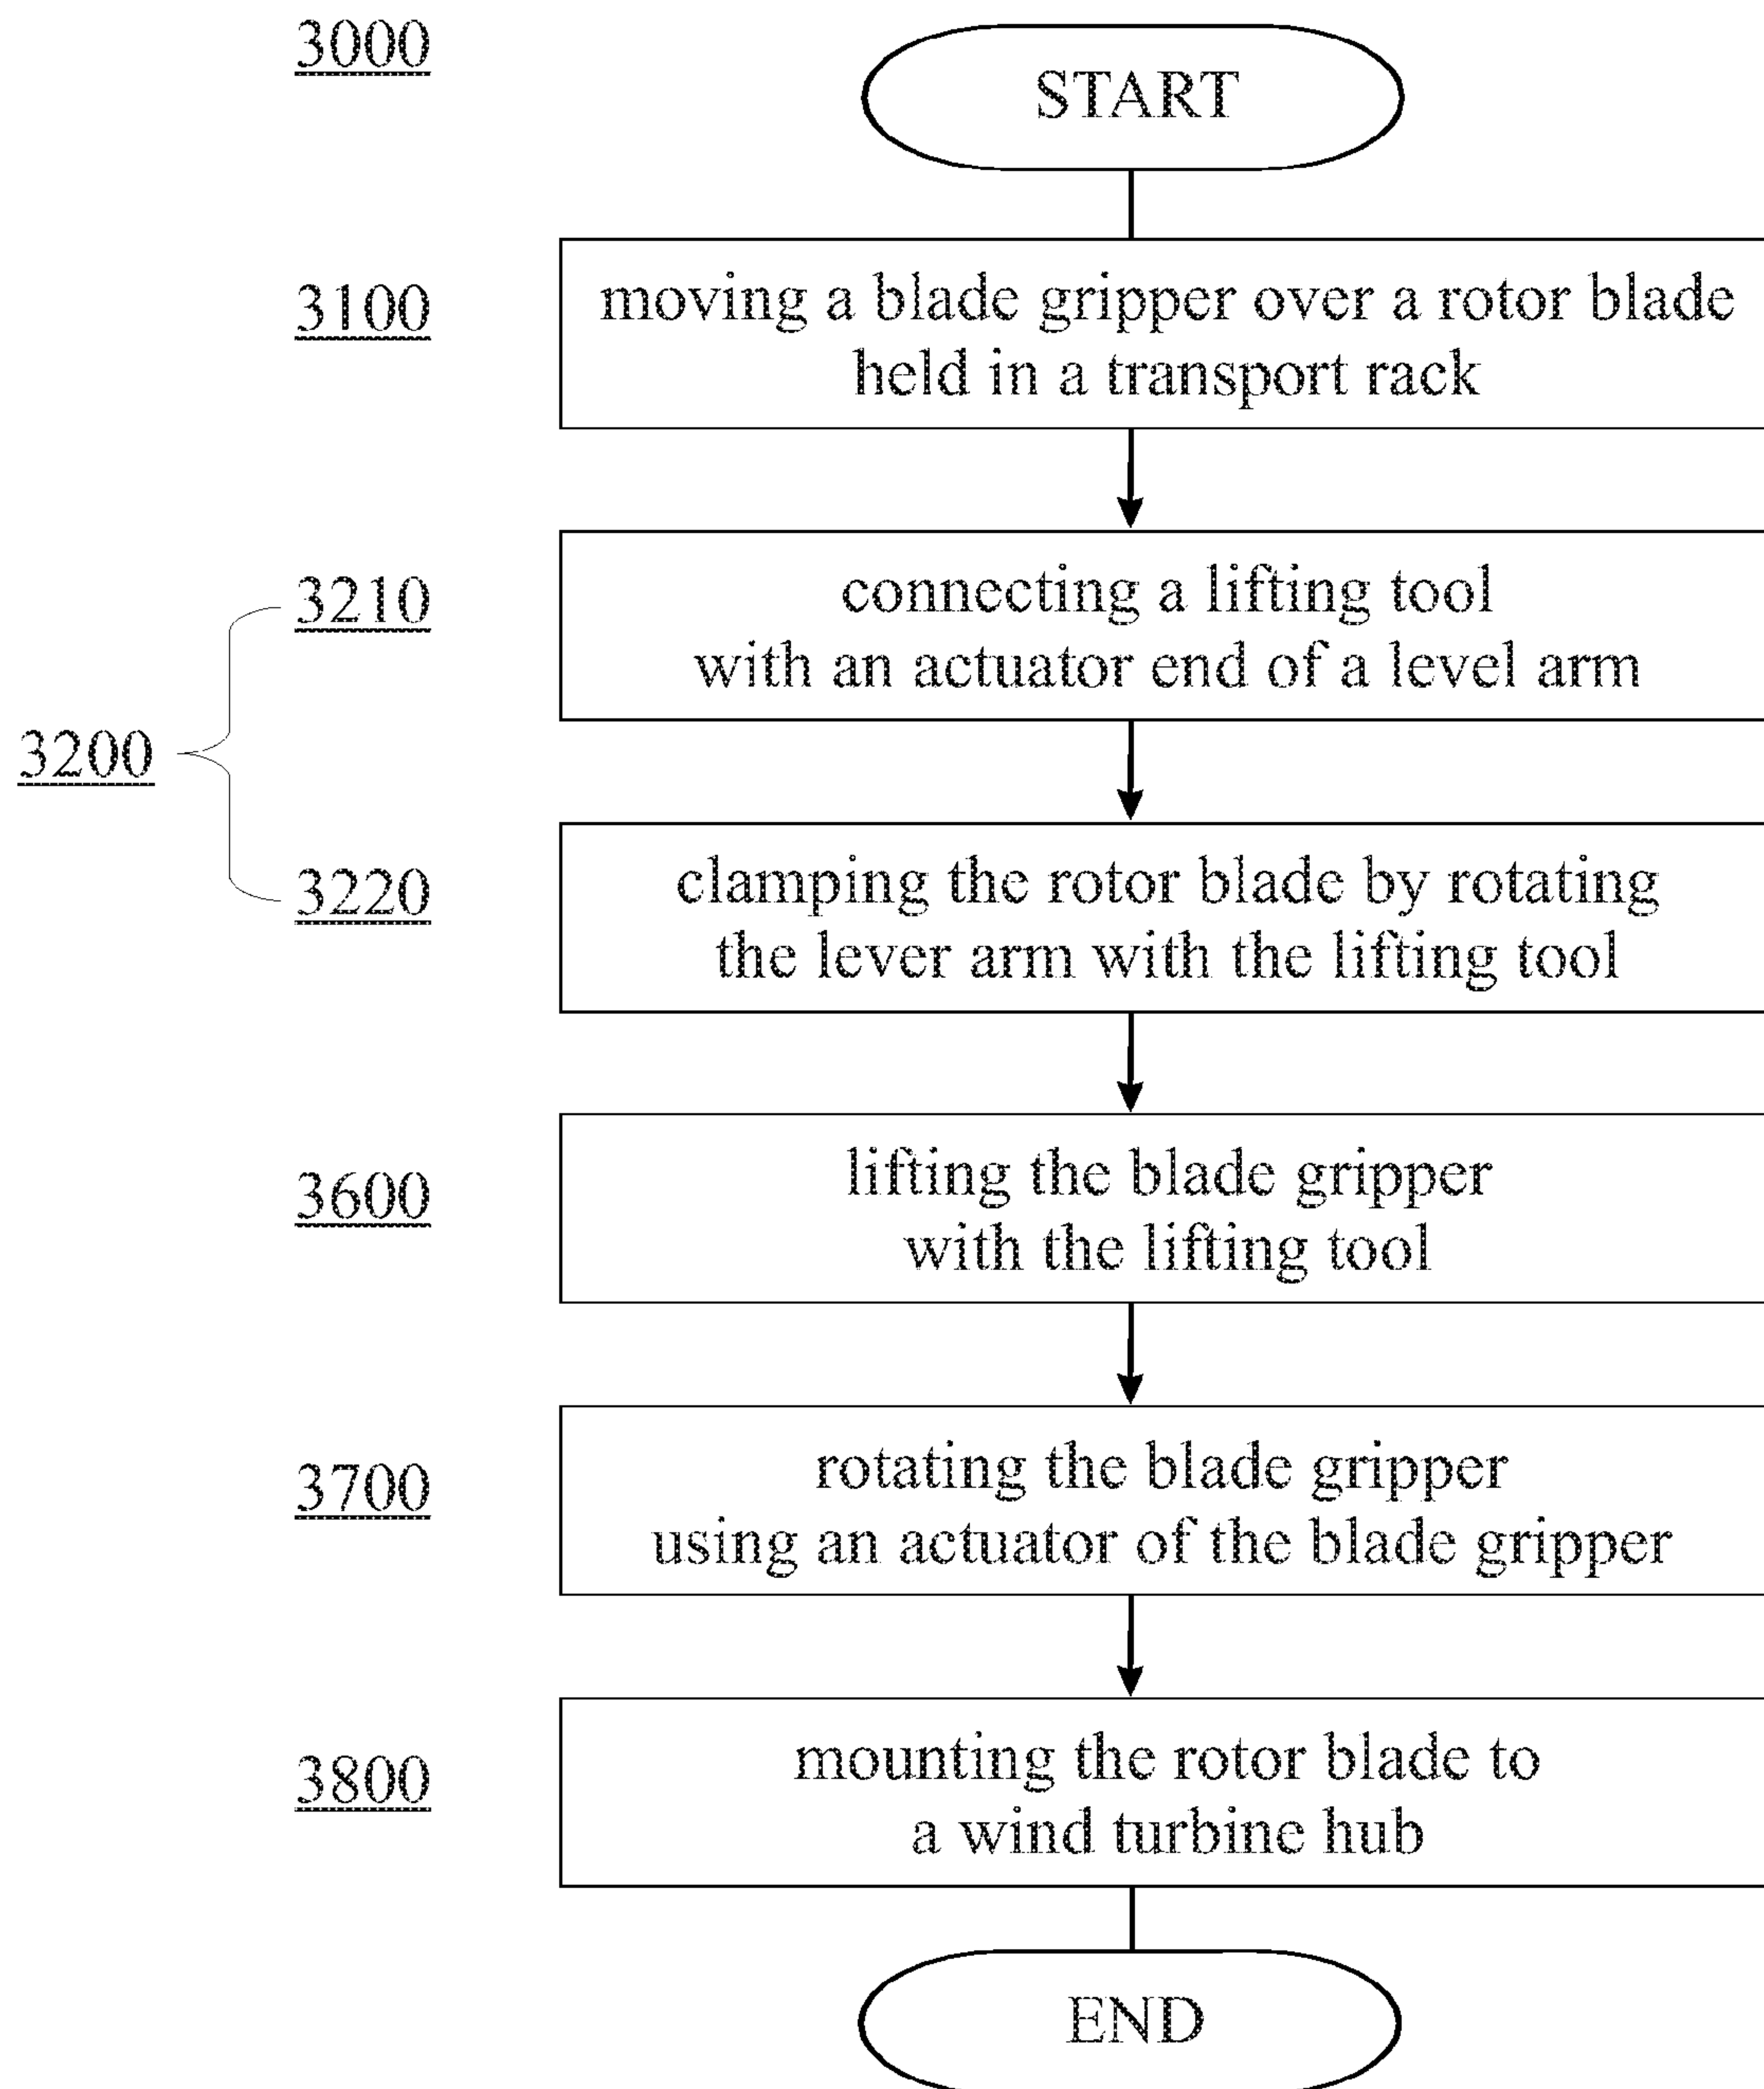 3000
START
3100
moving a blade gripper over a rotor blade
held in a transport rack
3200
3210
connecting a lifting tool
with an actuator end of a level arm
3220
clamping the rotor blade by rotating
the lever arm with the lifting tool
3600
lifting the blade gripper
with the lifting tool
3700
rotating the blade gripper
using an actuator of the blade gripper
3800
mounting the rotor blade to
a wind turbine hub
END